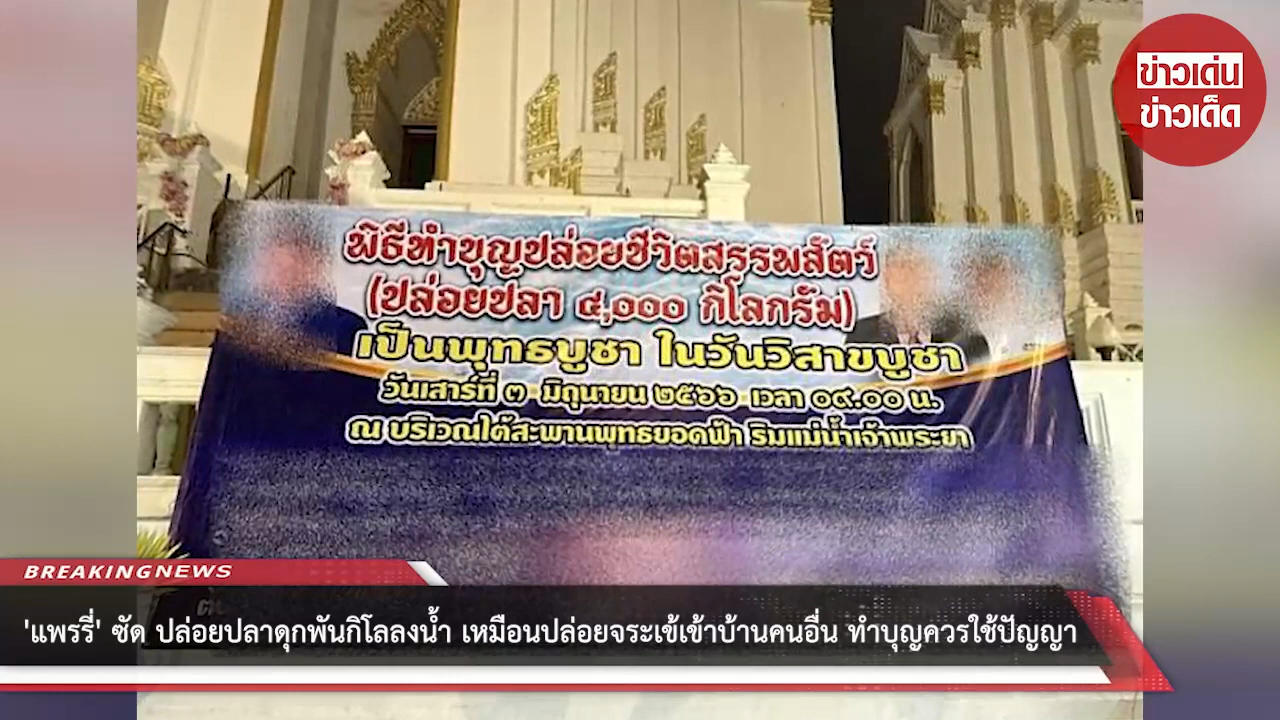 ข่าวเด่น
ข่าวเด็ด
พิธีทำบุญปล่อยชีวิตสรรพสัตว์
(ปล่อยปลา ๔,๐๐๐ กิโลกรัม)
เป็นพุทธบูชา ในวันวิสาขบูชา
วันเสาร์ที่ ๓ มิถุนายน ๒๕๖๖ เวลา ๐๙.๐๐ น.
ณ บริเวณใต้สะพานพุทธยอดฟ้า ริมแม่น้ำเจ้าพระยา
BREAKINGNEWS
'แพรรี่' ซัด ปล่อยปลาดุกพันกิโลลงน้ำ เหมือนปล่อยจระเข้เข้าบ้านคนอื่น ทำบุญควรใช้ปัญญา